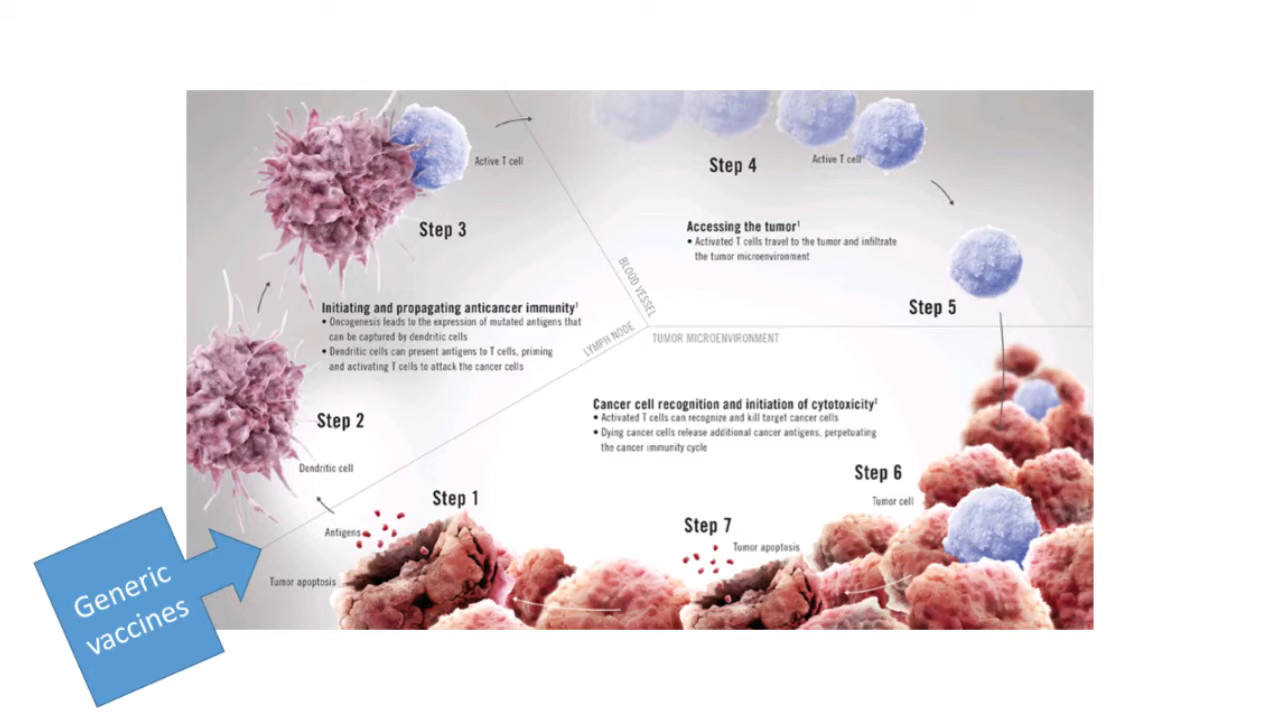 Active T cell
Step 3
Step 4
Active T cell
Accessing the tumor¹
• Activated T cells travel to the tumor and infiltrate
the tumor microenvironment
Step 5
BLOOD VESSEL
LYMPH NODE
TUMOR MICROENVIRONMENT
Initiating and propagating anticancer immunity¹
• Oncogenesis leads to the expression of mutated antigens that
can be captured by dendritic cells
• Dendritic cells can present antigens to T cells, priming
and activating T cells to attack the cancer cells
Step 2
Dendritic cell
Cancer cell recognition and initiation of cytotoxicity¹
• Activated T cells can recognize and kill target cancer cells
• Dying cancer cells release additional cancer antigens, perpetuating
the cancer immunity cycle
Step 6
Tumor cell
Step 1
Antigens
Tumor apoptosis
Step 7
Tumor apoptosis
Generic
vaccines